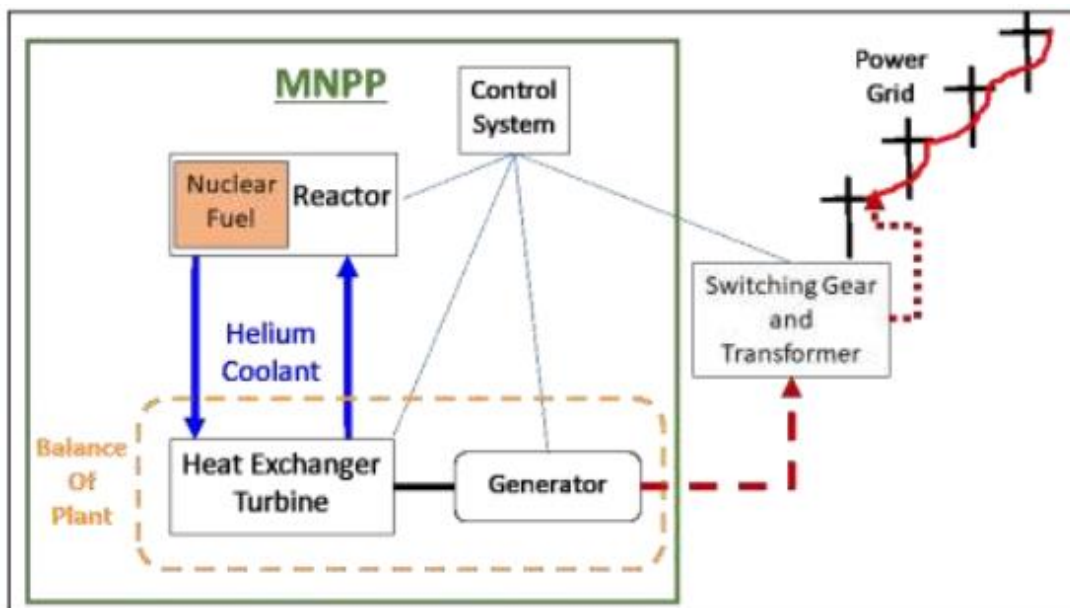 MNPP
Control
System
Power
Grid
Nuclear
Fuel
Reactor
Helium
Coolant
Switching Gear
and
Transformer
Balance
Of
Plant
Heat Exchanger
Turbine
Generator